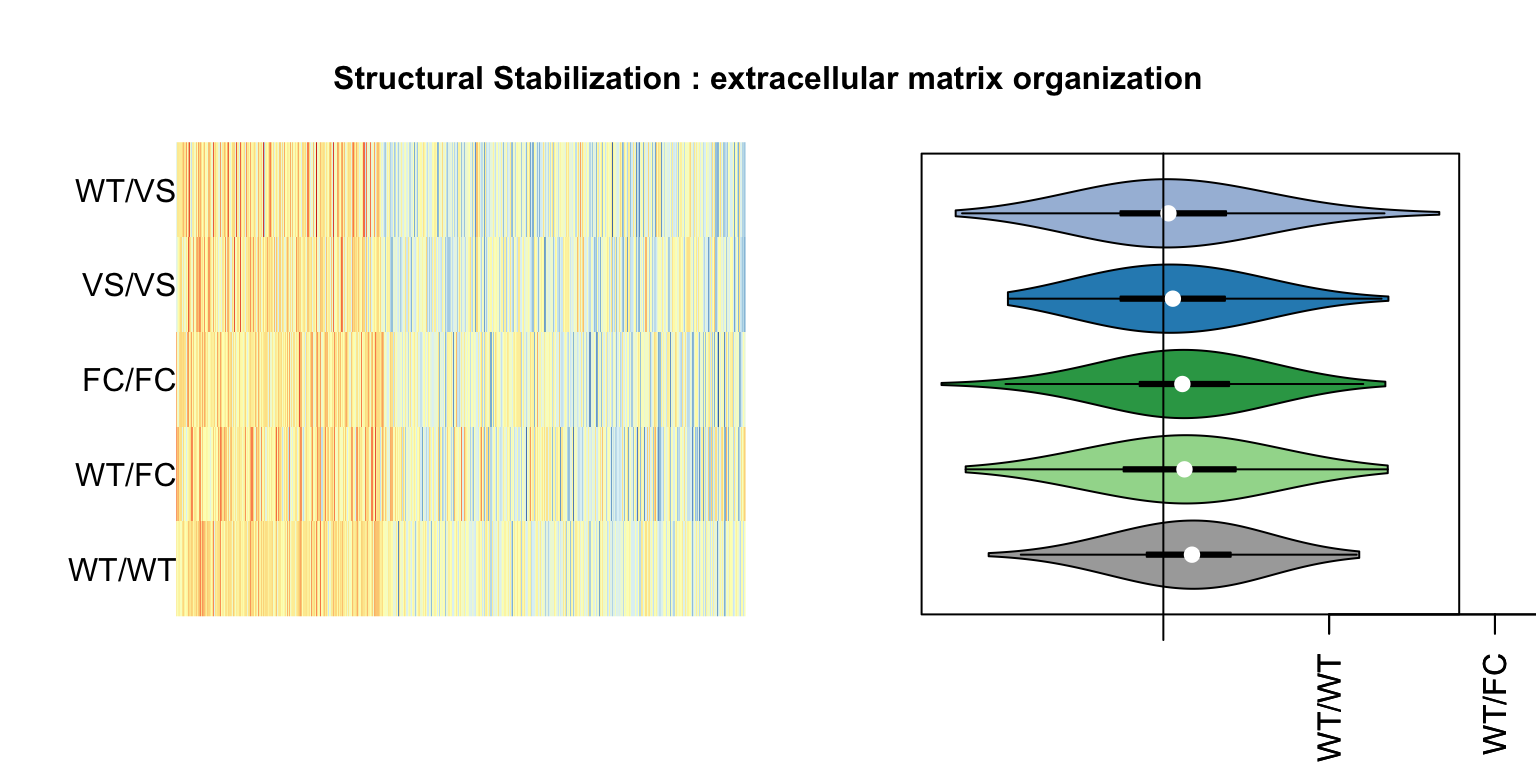 Structural Stabilization : extracellular matrix organization
WT/VS
VS/VS
FC/FC
WT/FC
WT/WT
WT/WT
WT/FC